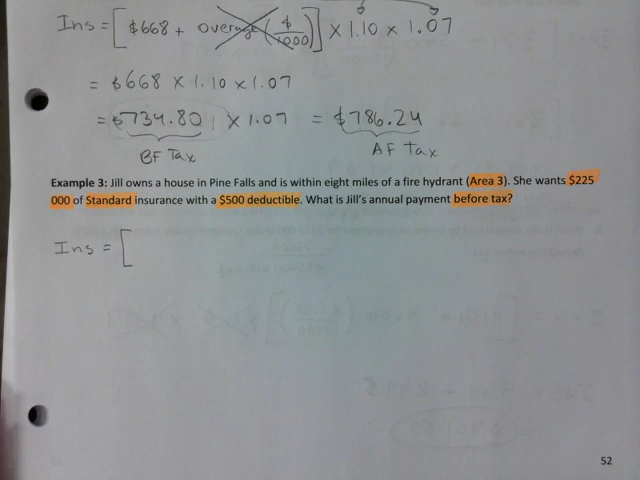 Ins = [ $668 + overage ($/1000) ] × 1.10 × 1.07
= $668 × 1.10 × 1.07
= $734.80 × 1.07 = $786.24
BF Tax AF Tax
Example 3: Jill owns a house in Pine Falls and is within eight miles of a fire hydrant (Area 3). She wants $225
000 of Standard insurance with a $500 deductible. What is Jill's annual payment before tax?
Ins = [
52